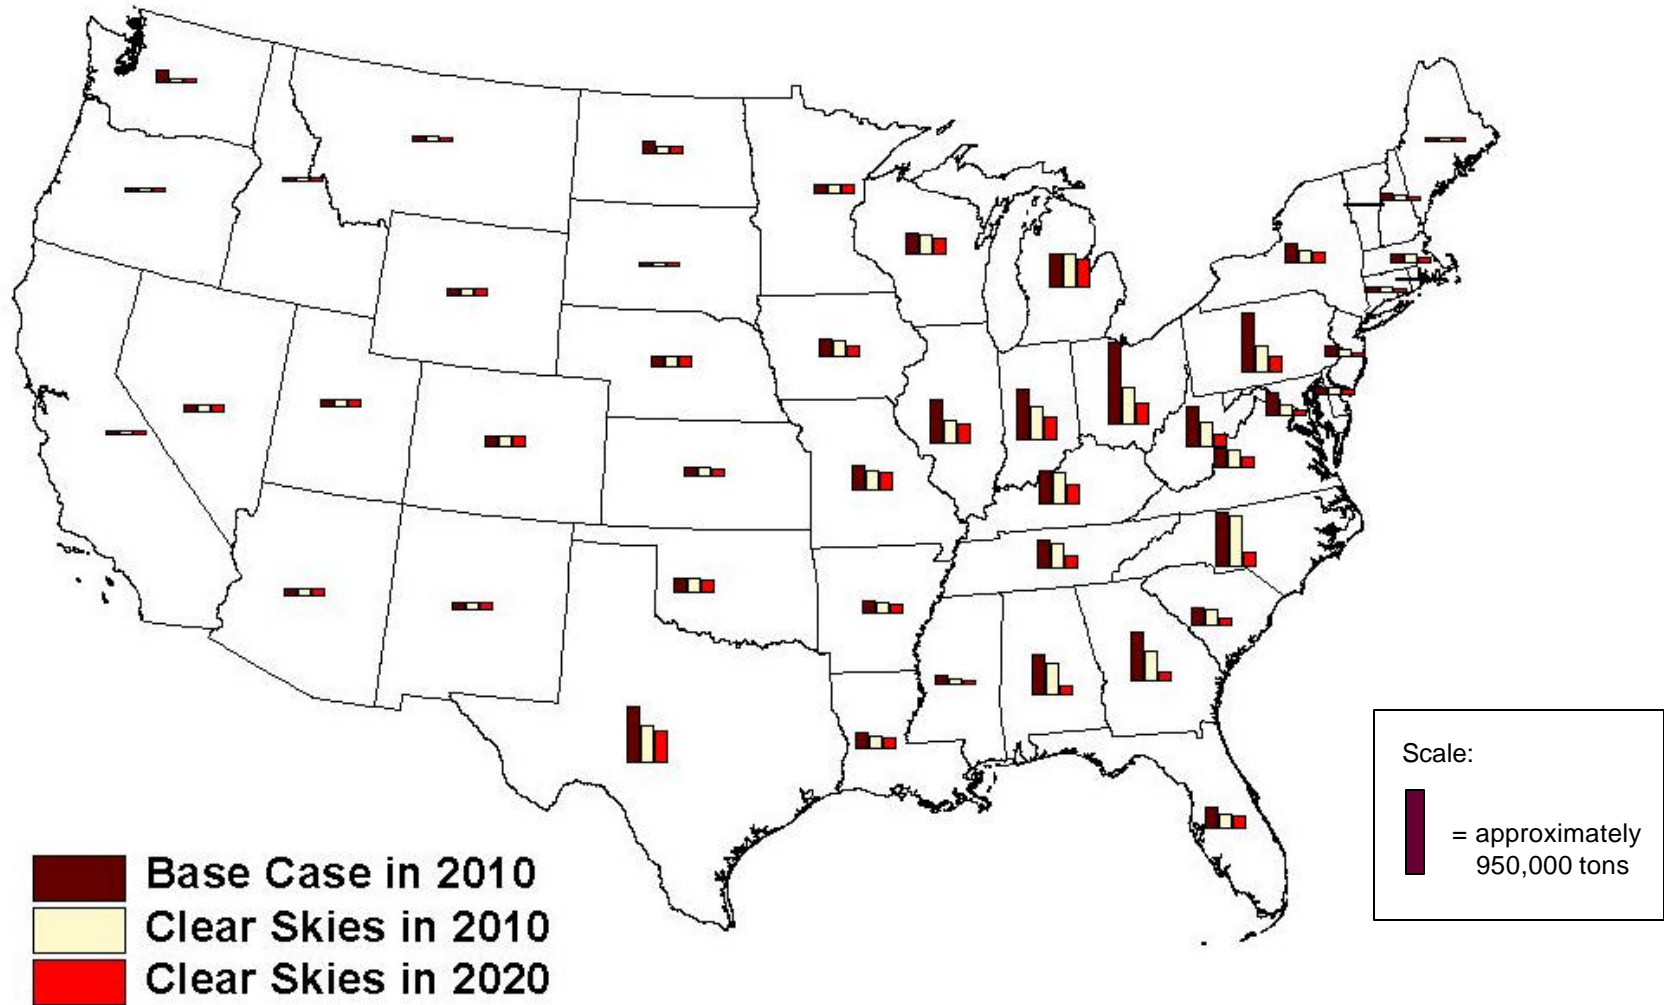 Scale:
= approximately
950,000 tons
Base Case in 2010
Clear Skies in 2010
Clear Skies in 2020